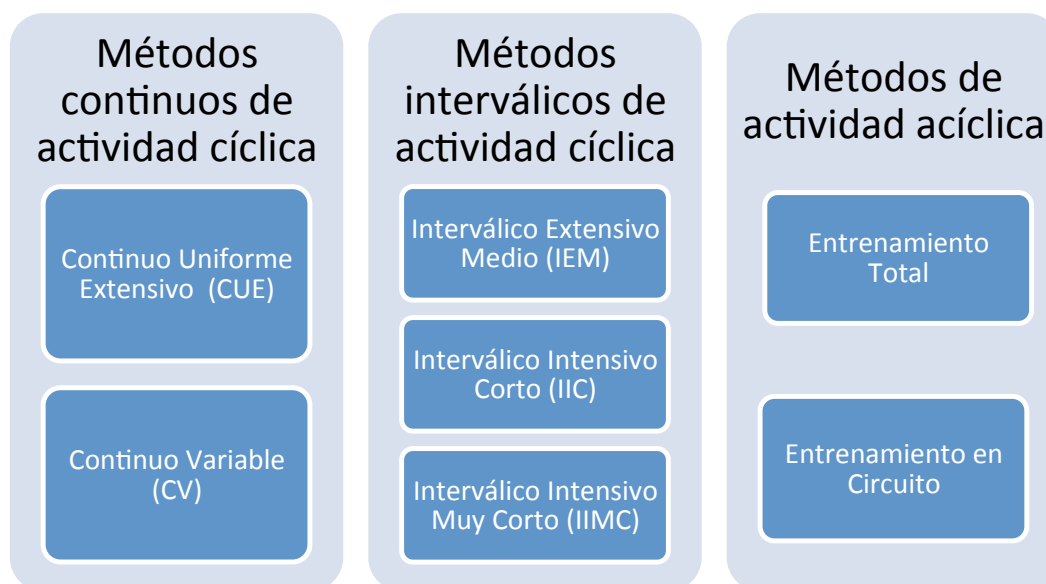 Métodos
continuos de
actividad cíclica
Continuo Uniforme
Extensivo (CUE)
Continuo Variable
(CV)
Métodos
interválicos de
actividad cíclica
Interválico Extensivo
Medio (IEM)
Interválico Intensivo
Corto (IIC)
Interválico Intensivo
Muy Corto (IIMC)
Métodos de
actividad acíclica
Entrenamiento
Total
Entrenamiento en
Circuito